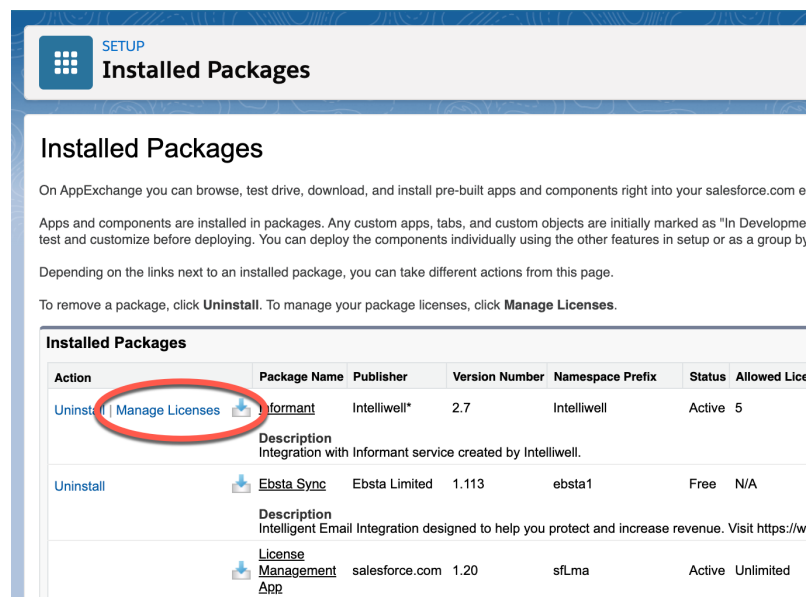 SETUP
Installed Packages
Installed Packages
On AppExchange you can browse, test drive, download, and install pre-built apps and components right into your salesforce.com e
Apps and components are installed in packages. Any custom apps, tabs, and custom objects are initially marked as "In Developme
test and customize before deploying. You can deploy the components individually using the other features in setup or as a group by
Depending on the links next to an installed package, you can take different actions from this page.
To remove a package, click Uninstall. To manage your package licenses, click Manage Licenses.
Installed Packages
Action Package Name Publisher Version Number Namespace Prefix Status Allowed Lice
Uninstall | Manage Licenses Informant Intelliwell* 2.7 Intelliwell Active 5
Description
Integration with Informant service created by Intelliwell.
Uninstall Ebsta Sync Ebsta Limited 1.113 ebsta1 Free N/A
Description
Intelligent Email Integration designed to help you protect and increase revenue. Visit https://w
License
Management salesforce.com 1.20 sfLma Active Unlimited
App